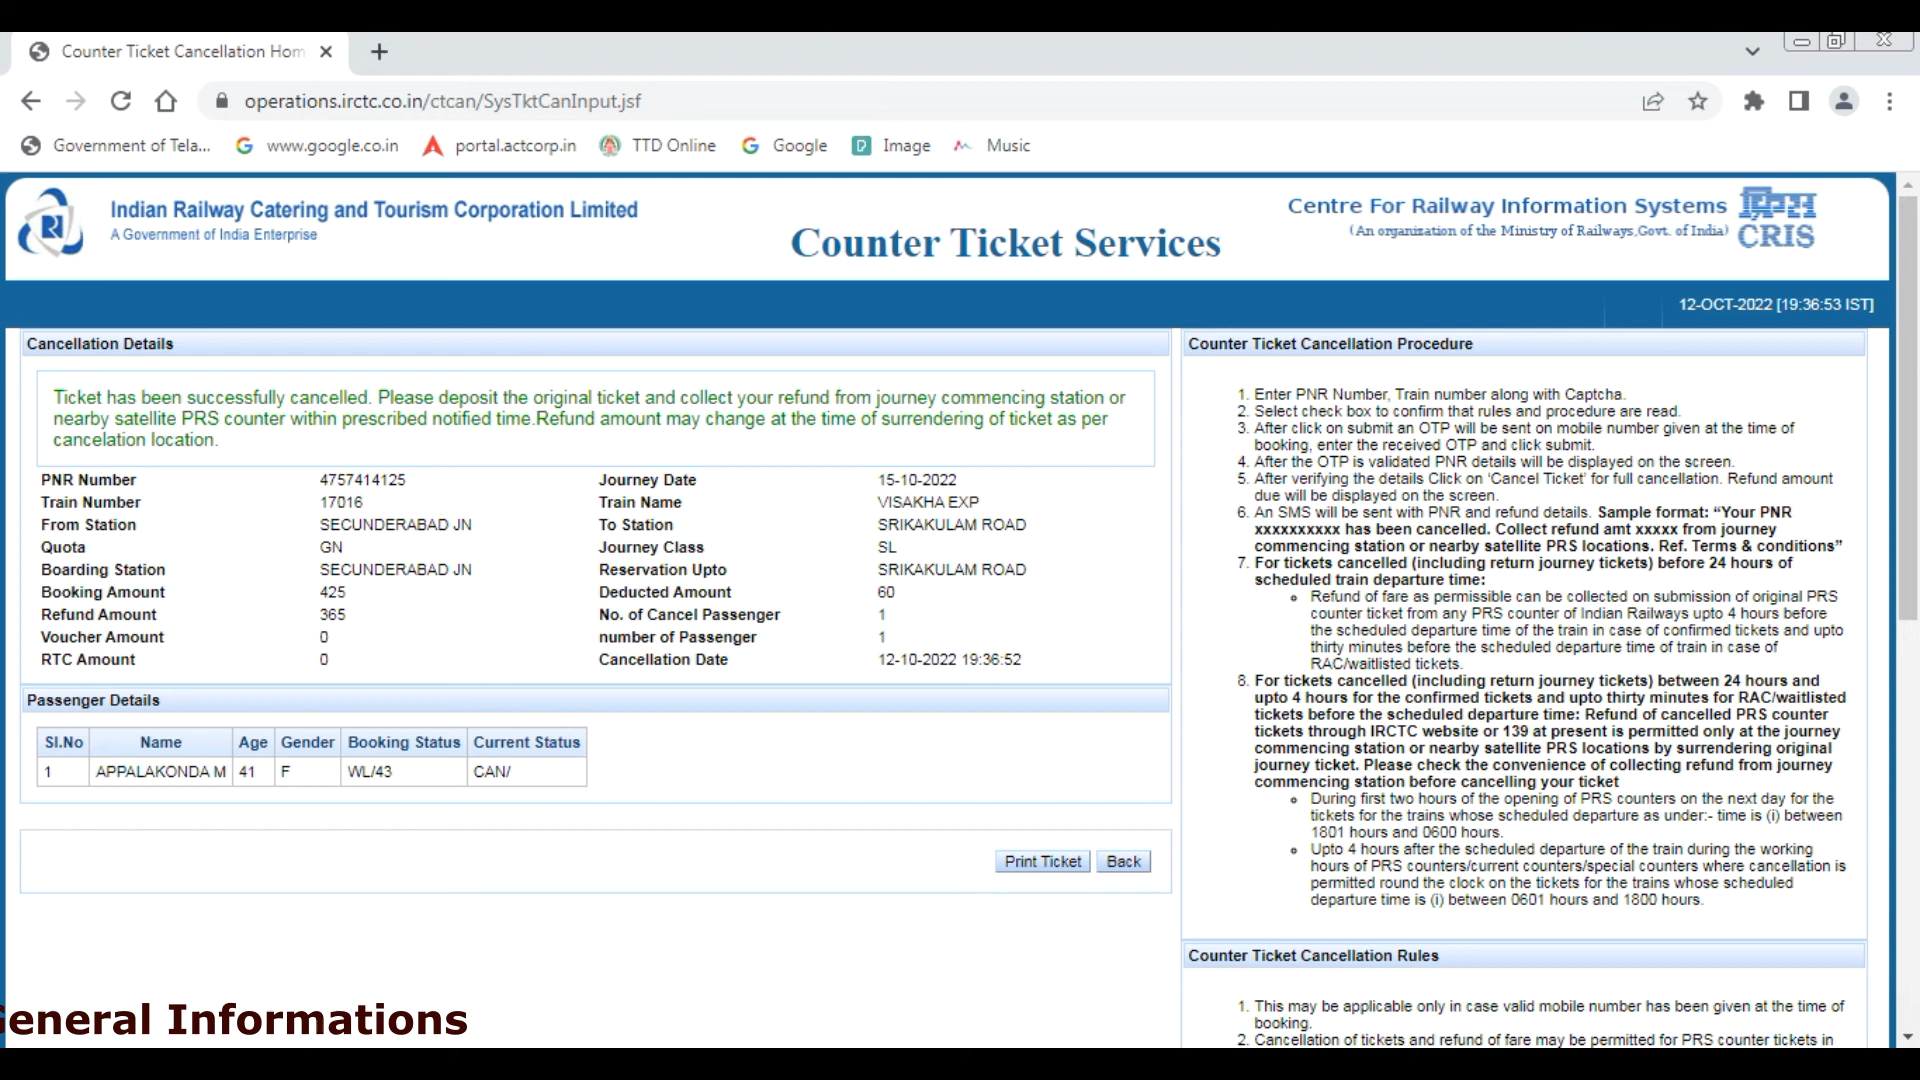 Counter Ticket Cancellation Hom
operations.irctc.co.in/ctcan/SysTktCanInput.jsf
Government of Tela... www.google.co.in portal.actcorp.in TTD Online Google Image Music
Indian Railway Catering and Tourism Corporation Limited
A Government of India Enterprise
Counter Ticket Services
Centre For Railway Information Systems
(An organization of the Ministry of Railways,Govt. of India)
CRIS
12-OCT-2022 [19:36:53 IST]
Cancellation Details
Ticket has been successfully cancelled. Please deposit the original ticket and collect your refund from journey commencing station or
nearby satellite PRS counter within prescribed notified time.Refund amount may change at the time of surrendering of ticket as per
cancelation location.
PNR Number 4757414125 Journey Date 15-10-2022
Train Number 17016 Train Name VISAKHA EXP
From Station SECUNDERABAD JN To Station SRIKAKULAM ROAD
Quota GN Journey Class SL
Boarding Station SECUNDERABAD JN Reservation Upto SRIKAKULAM ROAD
Booking Amount 425 Deducted Amount 60
Refund Amount 365 No. of Cancel Passenger 1
Voucher Amount 0 number of Passenger 1
RTC Amount 0 Cancellation Date 12-10-2022 19:36:52
Passenger Details
Sl.No Name Age Gender Booking Status Current Status
1 APPALAKONDA M 41 F WL/43 CAN/
Print Ticket Back
Counter Ticket Cancellation Procedure
1. Enter PNR Number, Train number along with Captcha.
2. Select check box to confirm that rules and procedure are read.
3. After click on submit an OTP will be sent on mobile number given at the time of
booking, enter the received OTP and click submit.
4. After the OTP is validated PNR details will be displayed on the screen.
5. After verifying the details Click on 'Cancel Ticket' for full cancellation. Refund amount
due will be displayed on the screen.
6. An SMS will be sent with PNR and refund details. Sample format: “Your PNR
xxxxxxxxxx has been cancelled. Collect refund amt xxxxx from journey
commencing station or nearby satellite PRS locations. Ref. Terms & conditions”
7. For tickets cancelled (including return journey tickets) before 24 hours of
scheduled train departure time:
Refund of fare as permissible can be collected on submission of original PRS
counter ticket from any PRS counter of Indian Railways upto 4 hours before
the scheduled departure time of the train in case of confirmed tickets and upto
thirty minutes before the scheduled departure time of train in case of
RAC/waitlisted tickets.
8. For tickets cancelled (including return journey tickets) between 24 hours and
upto 4 hours for the confirmed tickets and upto thirty minutes for RAC/waitlisted
tickets before the scheduled departure time: Refund of cancelled PRS counter
tickets through IRCTC website or 139 at present is permitted only at the journey
commencing station or nearby satellite PRS locations by surrendering original
journey ticket. Please check the convenience of collecting refund from journey
commencing station before cancelling your ticket
During first two hours of the opening of PRS counters on the next day for the
tickets for the trains whose scheduled departure as under:- time is (i) between
1801 hours and 0600 hours.
Upto 4 hours after the scheduled departure of the train during the working
hours of PRS counters/current counters/special counters where cancellation is
permitted round the clock on the tickets for the trains whose scheduled
departure time is (i) between 0601 hours and 1800 hours.
Counter Ticket Cancellation Rules
1. This may be applicable only in case valid mobile number has been given at the time of
booking.
2. Cancellation of tickets and refund of fare may be permitted for PRS counter tickets in
eneral Informations